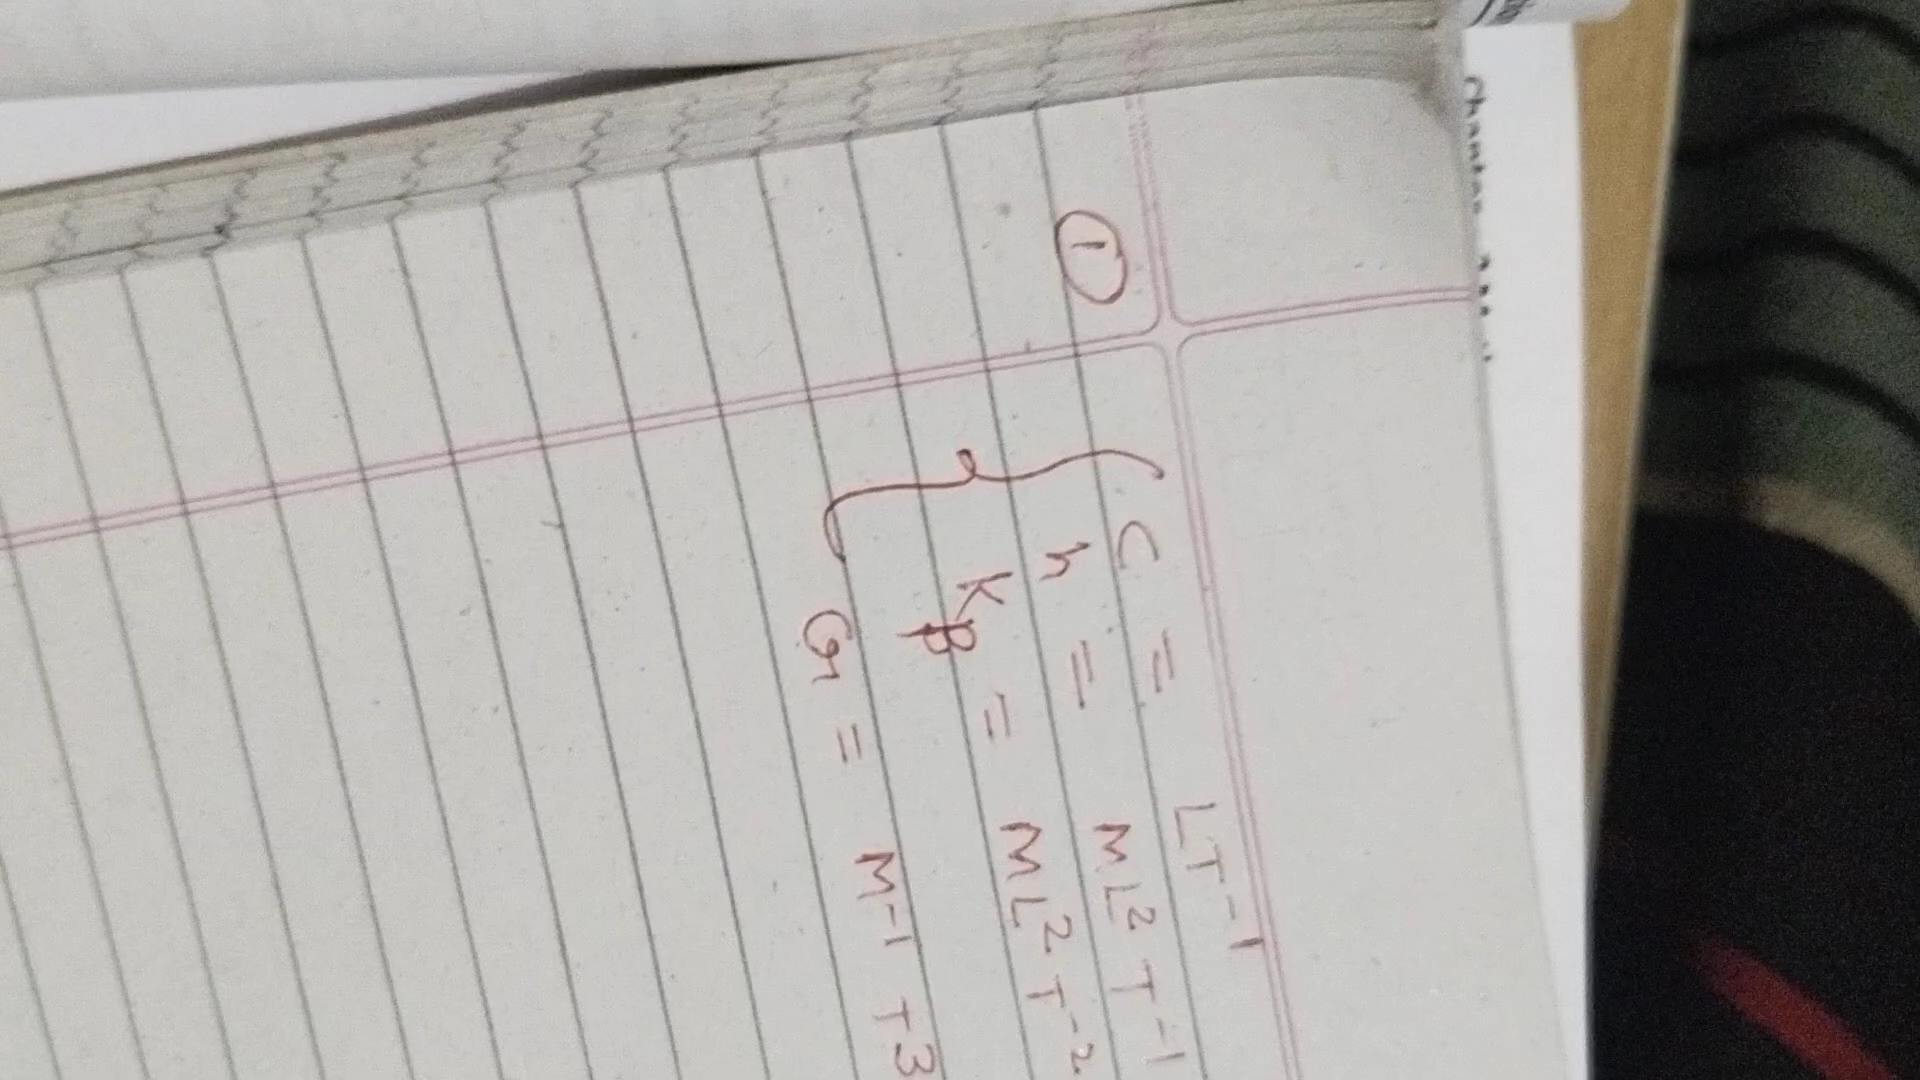 ①
C = LT⁻¹
h = ML² T⁻¹
K_B = ML² T⁻²
G = M⁻¹ T3